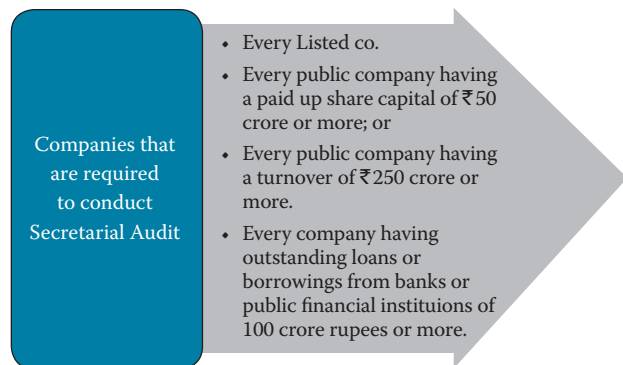 Companies that
are required
to conduct
Secretarial Audit
• Every Listed co.
• Every public company having
a paid up share capital of ₹50
crore or more; or
• Every public company having
a turnover of ₹250 crore or
more.
• Every company having
outstanding loans or
borrowings from banks or
public financial instituions of
100 crore rupees or more.